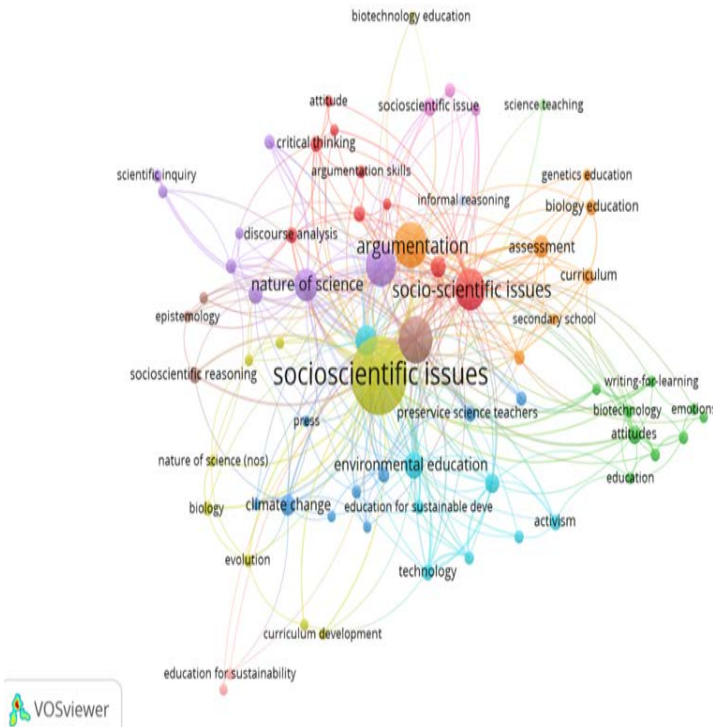 biotechnology education
attitude
socioscientific issue
science teaching
critical thinking
argumentation skills
scientific inquiry
genetics education
informal reasoning
biology education
discourse analysis
argumentation
assessment
nature of science
socio-scientific issues
curriculum
epistemology
secondary school
socioscientific reasoning
socioscientific issues
writing-for-learning
preservice science teachers
biotechnology
emotions
press
attitudes
nature of science (nos)
environmental education
education
biology
climate change
education for sustainable deve
activism
evolution
technology
curriculum development
education for sustainability
VOSviewer